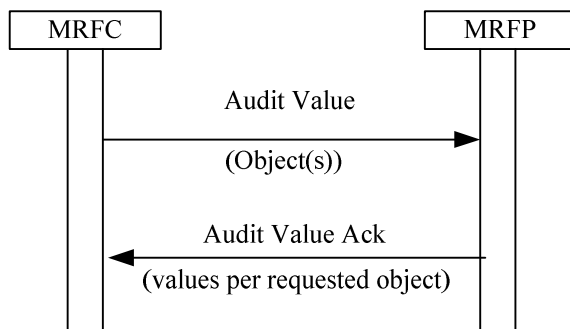 MRFC
MRFP
Audit Value
(Object(s))
Audit Value Ack
(values per requested object)